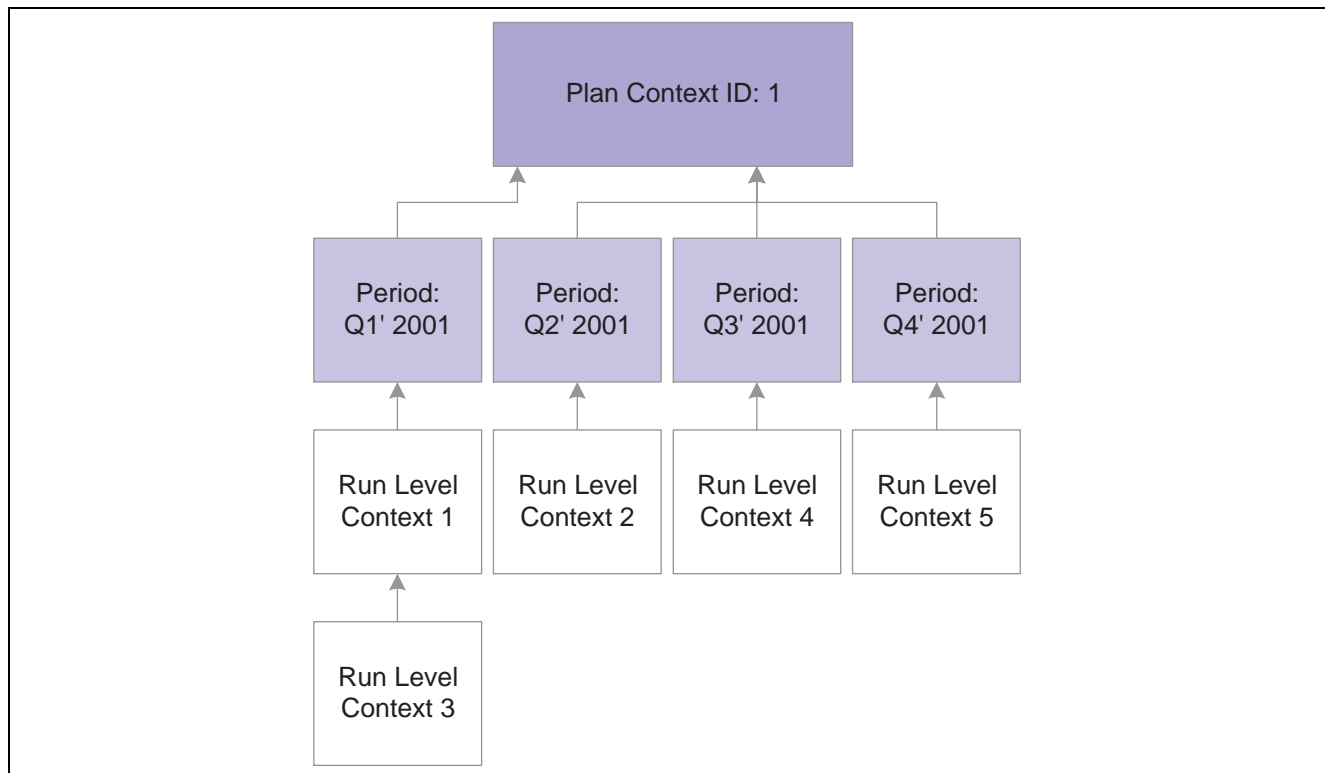 Plan Context ID: 1
Period:
Q1' 2001
Period:
Q2' 2001
Period:
Q3' 2001
Period:
Q4' 2001
Run Level
Context 1
Run Level
Context 2
Run Level
Context 4
Run Level
Context 5
Run Level
Context 3